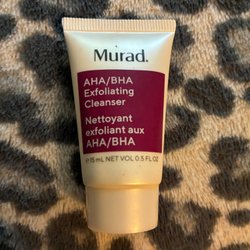 Murad.
AHA/BHA
Exfoliating
Cleanser
Nettoyant
exfoliant aux
AHA/BHA
℮ 15 mL NET VOL 0.5 FL.OZ